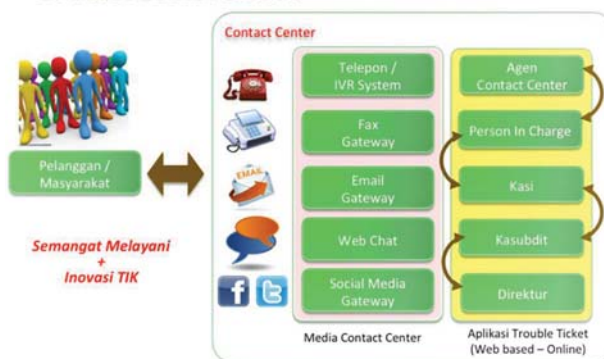 Contact Center
Telepon /
IVR System
Agen
Contact Center
Fax
Gateway
Person In Charge
Pelanggan /
Masyarakat
EMAIL
Email
Gateway
Kasi
Semangat Melayani
+
Inovasi TIK
Web Chat
Kasubdit
Social Media
Gateway
Direktur
Media Contact Center
Aplikasi Trouble Ticket
(Web based – Online)